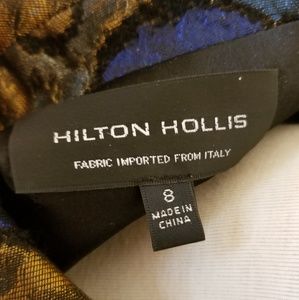 HILTON HOLLIS
FABRIC IMPORTED FROM ITALY
8
MADE IN
CHINA